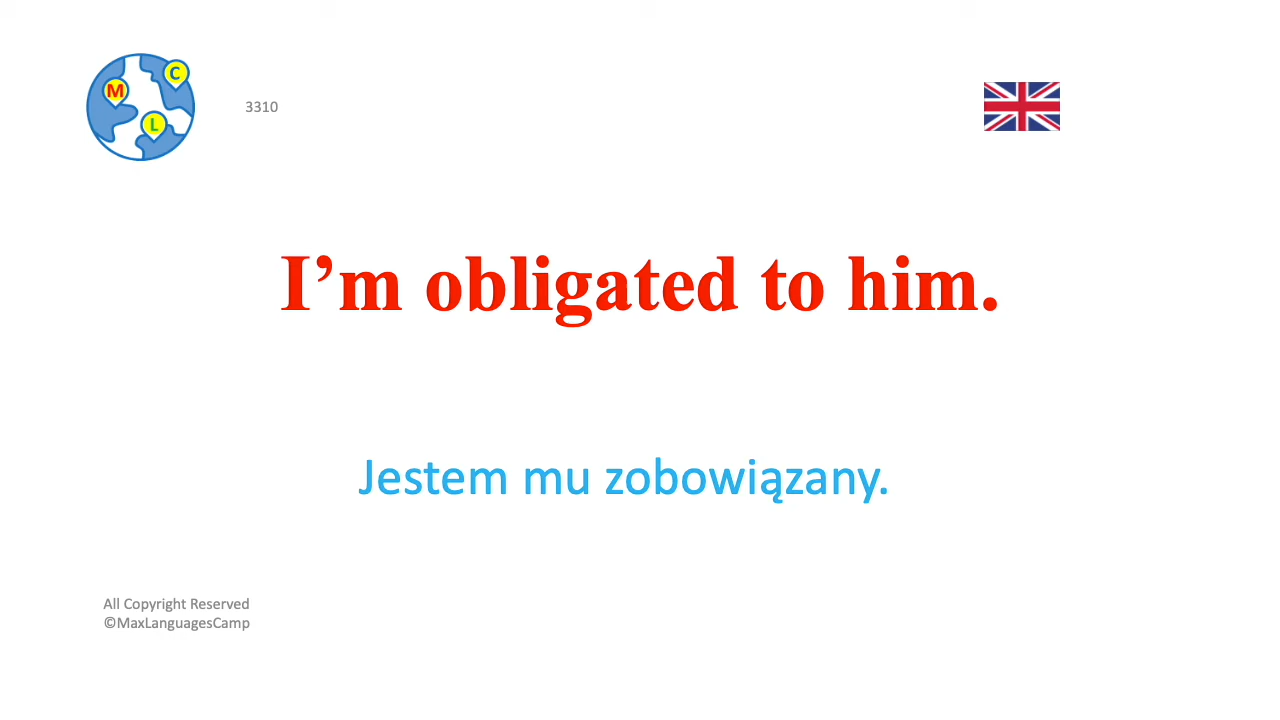 C
M
L
3310
I’m obligated to him.
Jestem mu zobowiązany.
All Copyright Reserved
©MaxLanguagesCamp